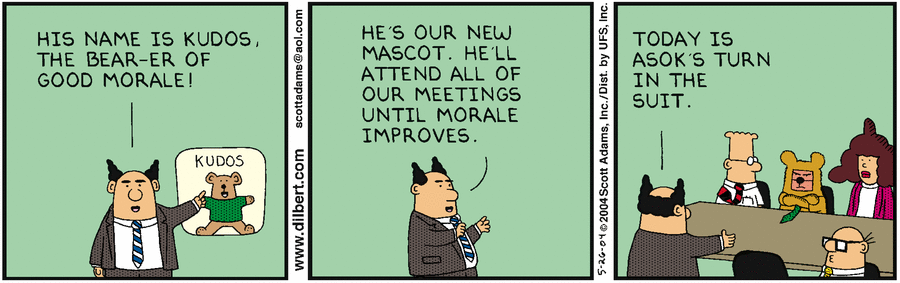 HIS NAME IS KUDOS,
THE BEAR-ER OF
GOOD MORALE!
KUDOS
www.dilbert.com
scottadams@aol.com
HE'S OUR NEW
MASCOT. HE'LL
ATTEND ALL OF
OUR MEETINGS
UNTIL MORALE
IMPROVES.
5-26-04 © 2004 Scott Adams, Inc./Dist. by UFS, Inc.
TODAY IS
ASOK'S TURN
IN THE
SUIT.